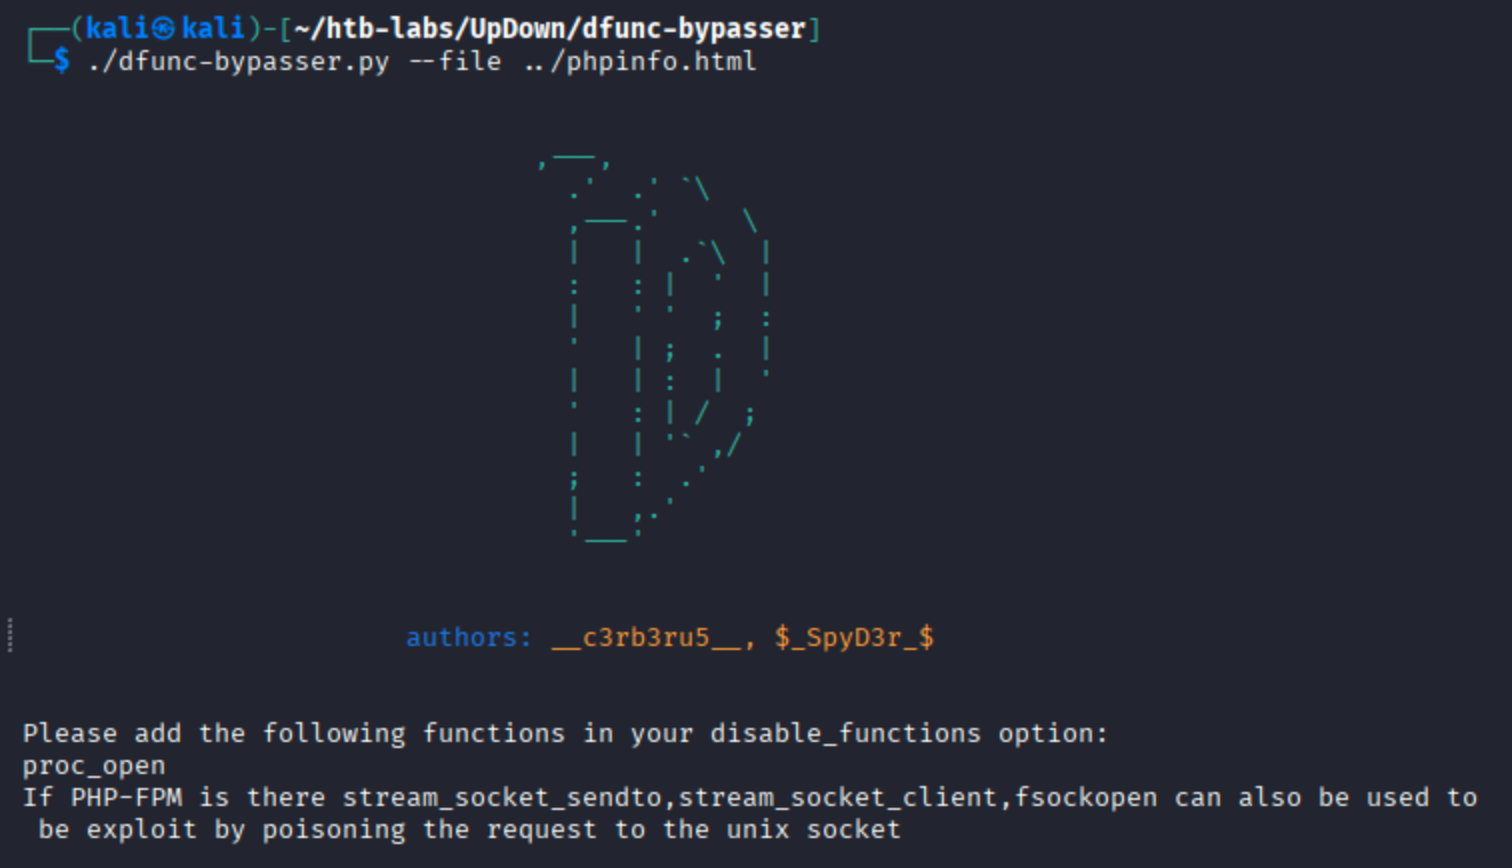 ┌──(kali㉿kali)-[~/htb-labs/UpDown/dfunc-bypasser]
└─$ ./dfunc-bypasser.py --file ../phpinfo.html
authors: __c3rb3ru5__, $_SpyD3r_$
Please add the following functions in your disable_functions option:
proc_open
If PHP-FPM is there stream_socket_sendto,stream_socket_client,fsockopen can also be used to
be exploit by poisoning the request to the unix socket